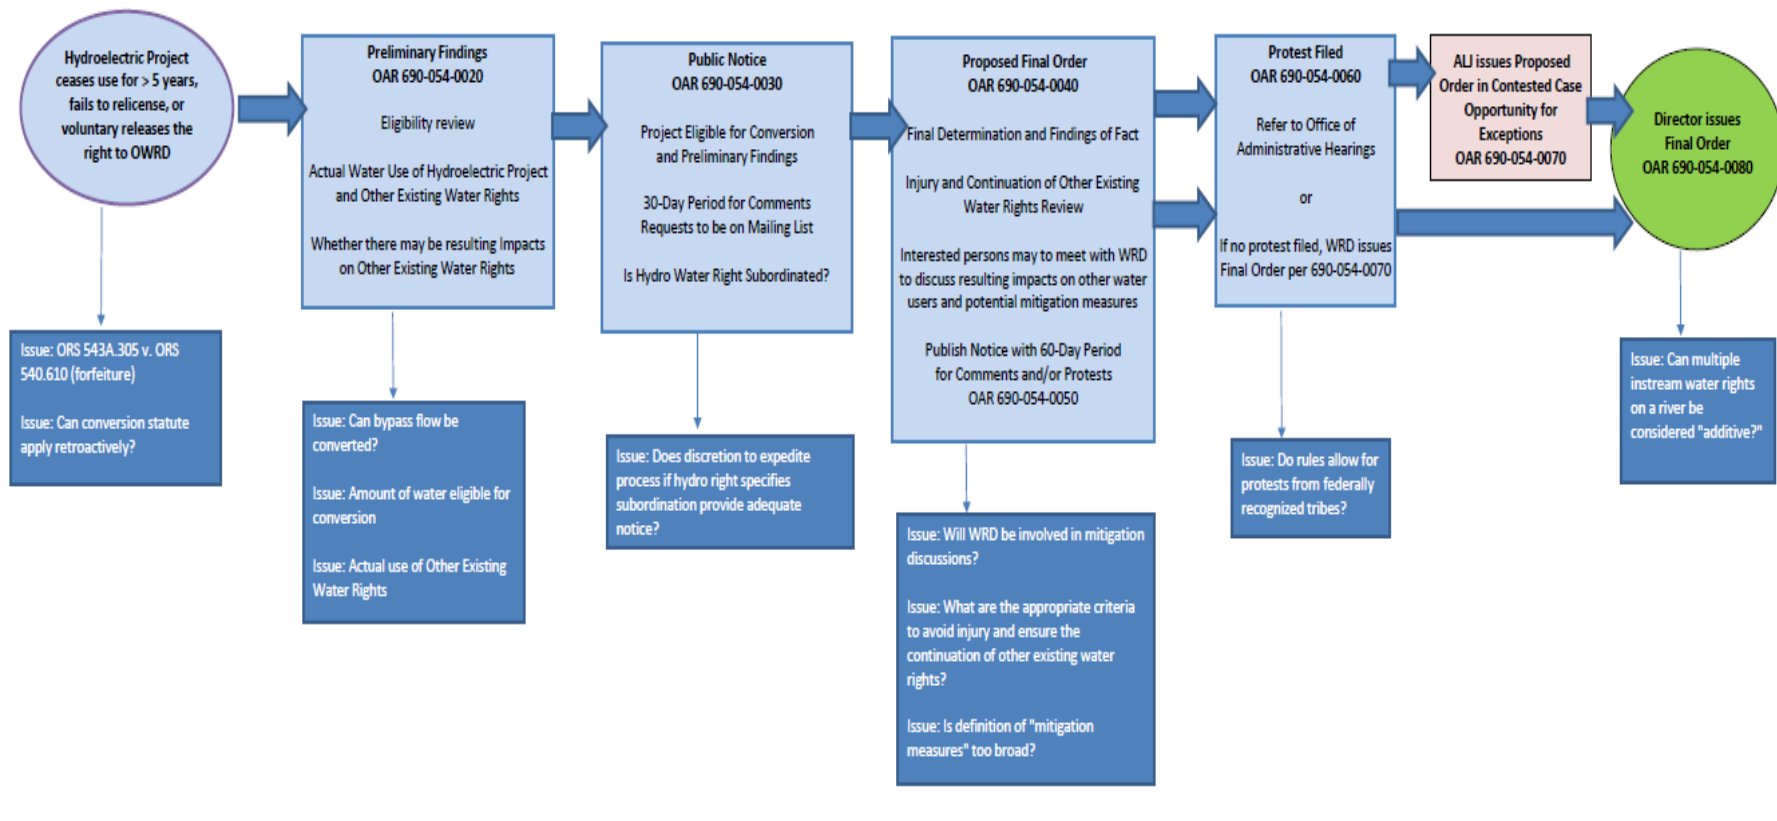 Hydroelectric Project
ceases use for > 5 years,
fails to relicense, or
voluntary releases the
right to OWRD
Preliminary Findings
OAR 690-054-0020
Eligibility review
Actual Water Use of Hydroelectric Project
and Other Existing Water Rights
Whether there may be resulting Impacts
on Other Existing Water Rights
Public Notice
OAR 690-054-0030
Project Eligible for Conversion
and Preliminary Findings
30-Day Period for Comments
Requests to be on Mailing List
Is Hydro Water Right Subordinated?
Proposed Final Order
OAR 690-054-0040
Final Determination and Findings of Fact
Injury and Continuation of Other Existing
Water Rights Review
Interested persons may to meet with WRD
to discuss resulting impacts on other water
users and potential mitigation measures
Publish Notice with 60-Day Period
for Comments and/or Protests
OAR 690-054-0050
Protest Filed
OAR 690-054-0060
Refer to Office of
Administrative Hearings
or
If no protest filed, WRD issues
Final Order per 690-054-0070
ALJ issues Proposed
Order in Contested Case
Opportunity for
Exceptions
OAR 690-054-0070
Director issues
Final Order
OAR 690-054-0080
Issue: ORS 543A.305 v. ORS
540.610 (forfeiture)
Issue: Can conversion statute
apply retroactively?
Issue: Can bypass flow be
converted?
Issue: Amount of water eligible for
conversion
Issue: Actual use of Other Existing
Water Rights
Issue: Does discretion to expedite
process if hydro right specifies
subordination provide adequate
notice?
Issue: Will WRD be involved in mitigation
discussions?
Issue: What are the appropriate criteria
to avoid injury and ensure the
continuation of other existing water
rights?
Issue: Is definition of "mitigation
measures" too broad?
Issue: Do rules allow for
protests from federally
recognized tribes?
Issue: Can multiple
instream water rights
on a river be
considered "additive?"